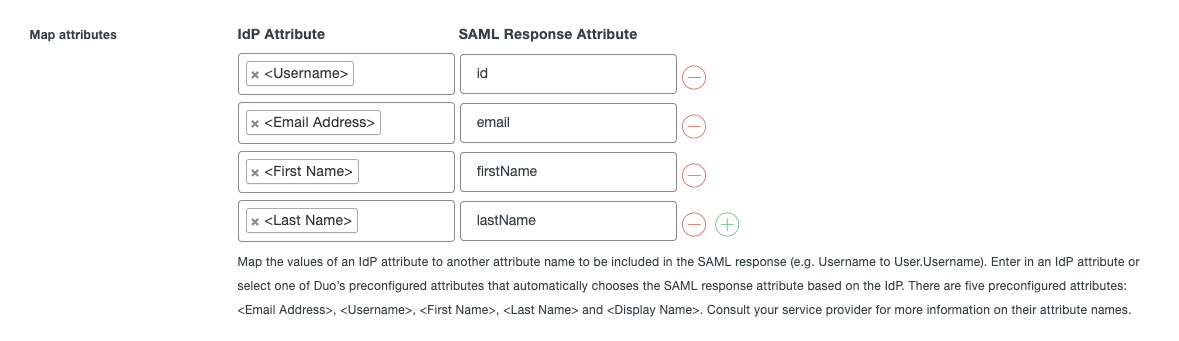 Map attributes
IdP Attribute
SAML Response Attribute
× <Username>
id
× <Email Address>
email
× <First Name>
firstName
× <Last Name>
lastName
Map the values of an IdP attribute to another attribute name to be included in the SAML response (e.g. Username to User.Username). Enter in an IdP attribute or
select one of Duo’s preconfigured attributes that automatically chooses the SAML response attribute based on the IdP. There are five preconfigured attributes:
<Email Address>, <Username>, <First Name>, <Last Name> and <Display Name>. Consult your service provider for more information on their attribute names.